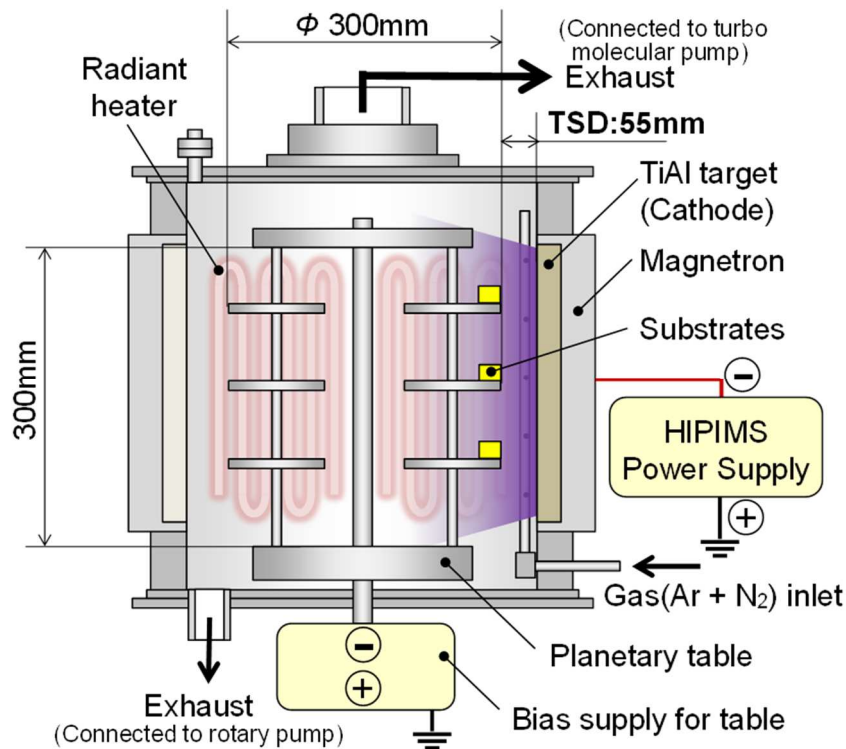 Φ 300mm
(Connected to turbo
molecular pump)
Exhaust
Radiant
heater
TSD:55mm
TiAl target
(Cathode)
Magnetron
Substrates
300mm
−
HIPIMS
Power Supply
+
Gas(Ar + N₂) inlet
−
+
Planetary table
Exhaust
(Connected to rotary pump)
Bias supply for table